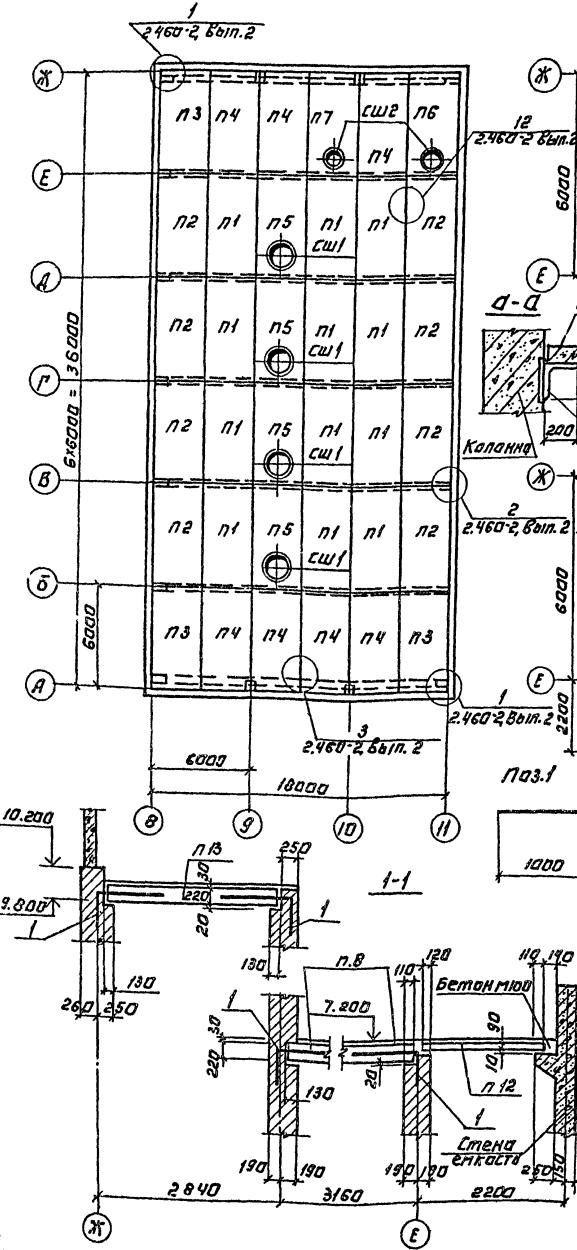 1
2.460-2, Вып.2
Ж
п3 п4 п4 п7 сш2 п6
п4
12
2.460-2 Вып.2
Ж
6000
Е
Е
п2 п1 п5 п1 п1 п2
сш1
Д
а-а
п2 п1 п5 п1 п1 п2
сш1
6х6000 = 36000
Г
п2 п1 п5 п1 п1 п2
сш1
Колонна
200
В
2
2.460-2, Вып.2
Ж
п2 п1 п5 п1 п1 п2
сш1
Б
6000
6000
п3 п4 п4 п4 п4 п3
А
1
2.460-2, Вып.2
Е
2200
3
2.460-2, Вып.2
6000
18000
8 9 10 11
Поз.1
1000
10.200
п13
250
1-1
30
220
20
9.800
1
1
130
260 250
130
п.8
110
120
110
140
Бетон М100
7.200
1
30
220
130
20
90
10
п12
1
Стена
емкости
190 190
190 190
250 150
2840 3160 2200
Ж Е